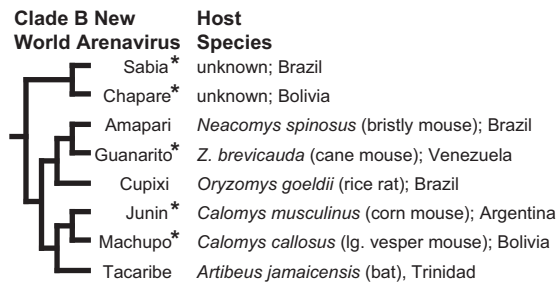 Clade B New Host
World Arenavirus Species
Sabia* unknown; Brazil
Chapare* unknown; Bolivia
Amapari Neacomys spinosus (bristly mouse); Brazil
Guanarito* Z. brevicauda (cane mouse); Venezuela
Cupixi Oryzomys goeldii (rice rat); Brazil
Junin* Calomys musculinus (corn mouse); Argentina
Machupo* Calomys callosus (lg. vesper mouse); Bolivia
Tacaribe Artibeus jamaicensis (bat), Trinidad